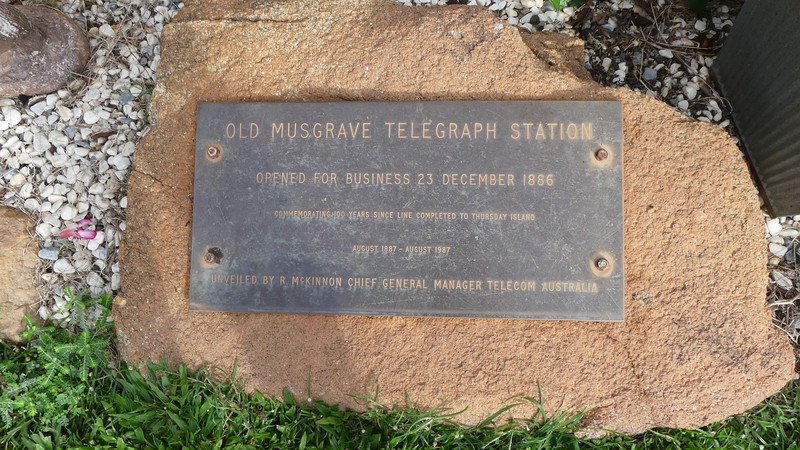 OLD MUSGRAVE TELEGRAPH STATION
OPENED FOR BUSINESS 23 DECEMBER 1886
COMMEMORATING 100 YEARS SINCE LINE COMPLETED TO THURSDAY ISLAND
AUGUST 1887 - AUGUST 1987
UNVEILED BY R. McKINNON CHIEF GENERAL MANAGER TELECOM AUSTRALIA